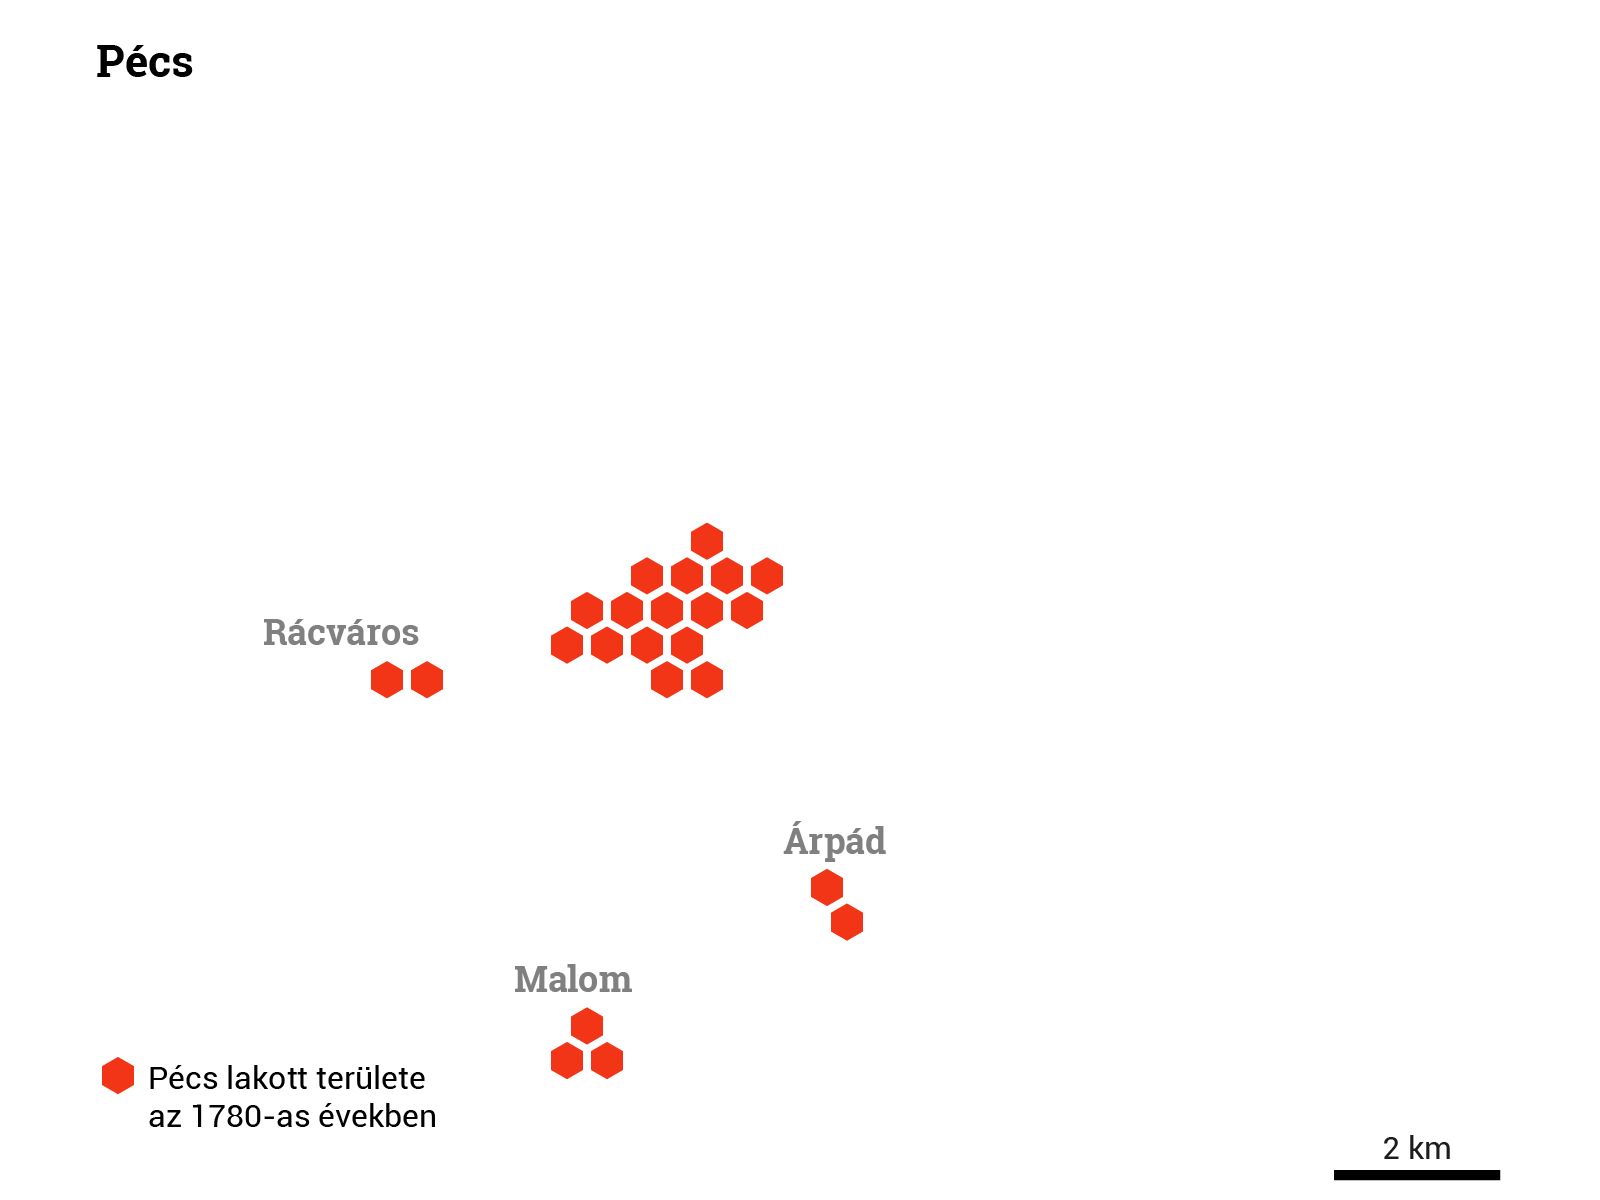 Pécs
Rácváros
Árpád
Malom
Pécs lakott területe
az 1780-as években
2 km